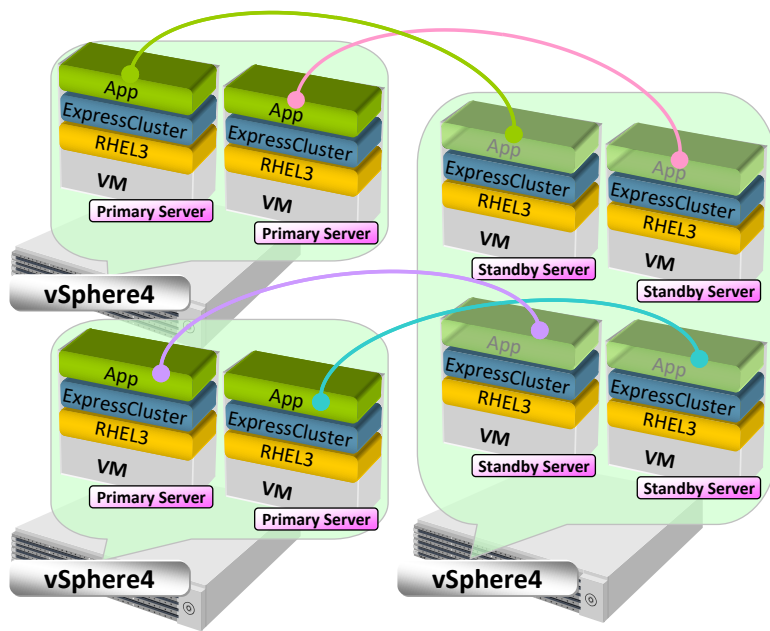 App
ExpressCluster
RHEL3
VM
Primary Server
App
ExpressCluster
RHEL3
VM
Primary Server
vSphere4
App
ExpressCluster
RHEL3
VM
Standby Server
App
ExpressCluster
RHEL3
VM
Standby Server
App
ExpressCluster
RHEL3
VM
Primary Server
App
ExpressCluster
RHEL3
VM
Primary Server
vSphere4
App
ExpressCluster
RHEL3
VM
Standby Server
App
ExpressCluster
RHEL3
VM
Standby Server
vSphere4